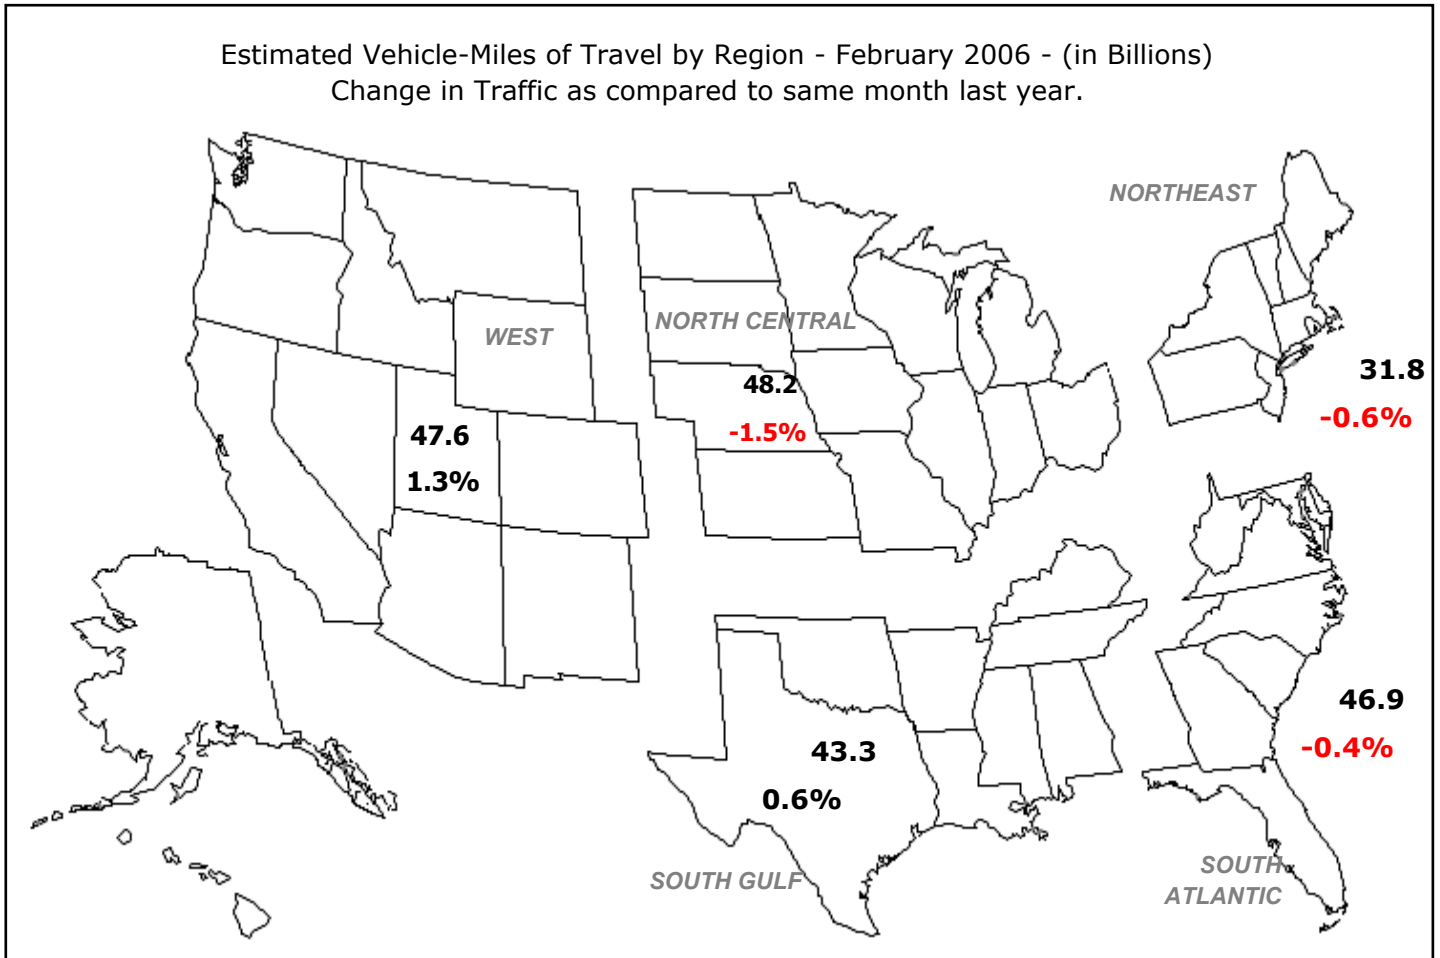 Estimated Vehicle-Miles of Travel by Region - February 2006 - (in Billions)
Change in Traffic as compared to same month last year.
NORTHEAST
WEST
NORTH CENTRAL
31.8
-0.6%
48.2
-1.5%
47.6
1.3%
46.9
-0.4%
43.3
0.6%
SOUTH GULF
SOUTH
ATLANTIC